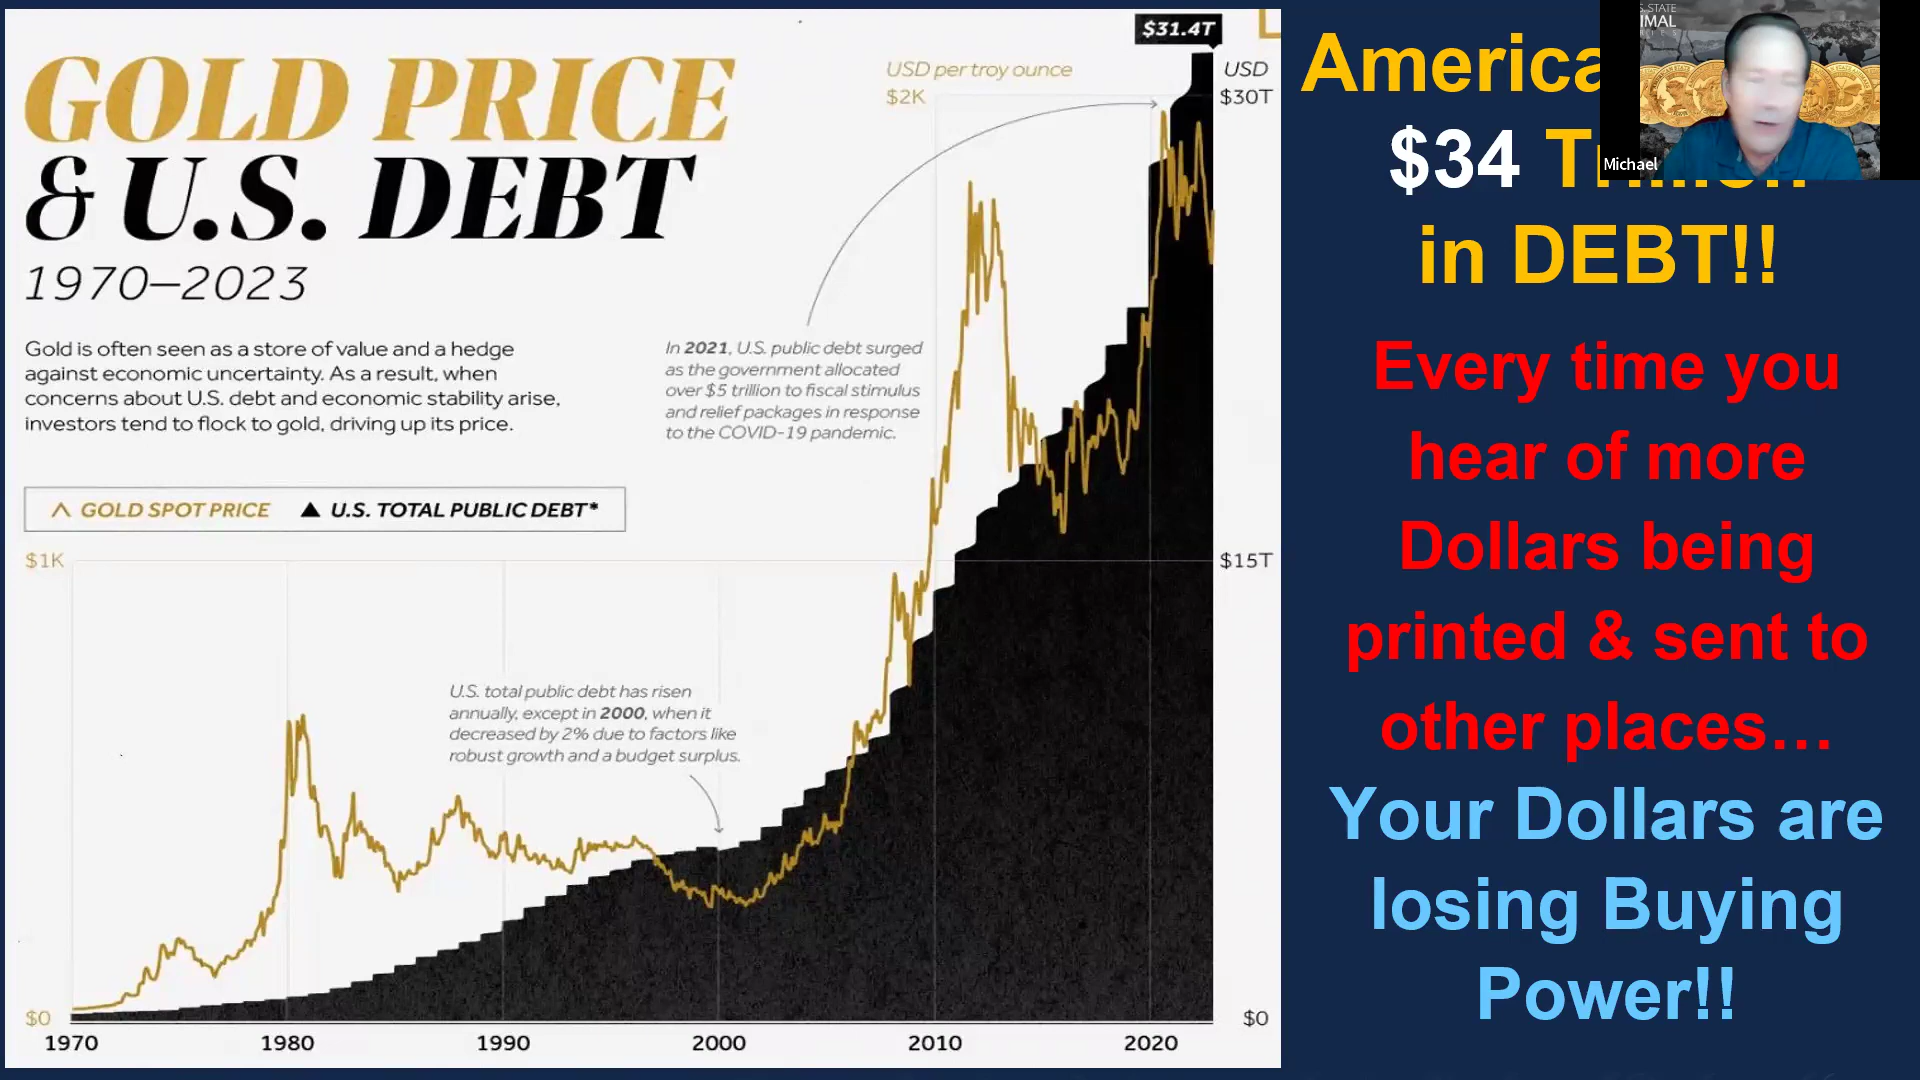 GOLD PRICE
& U.S. DEBT
1970–2023
Gold is often seen as a store of value and a hedge
against economic uncertainty. As a result, when
concerns about U.S. debt and economic stability arise,
investors tend to flock to gold, driving up its price.
GOLD SPOT PRICE U.S. TOTAL PUBLIC DEBT*
$31.4T
USD per troy ounce
$2K
USD
$30T
In 2021, U.S. public debt surged
as the government allocated
over $5 trillion to fiscal stimulus
and relief packages in response
to the COVID-19 pandemic.
$1K
$15T
U.S. total public debt has risen
annually, except in 2000, when it
decreased by 2% due to factors like
robust growth and a budget surplus.
$0
$0
1970 1980 1990 2000 2010 2020
America
$34
in DEBT!!
Every time you
hear of more
Dollars being
printed & sent to
other places…
Your Dollars are
losing Buying
Power!!
STATE
Michael